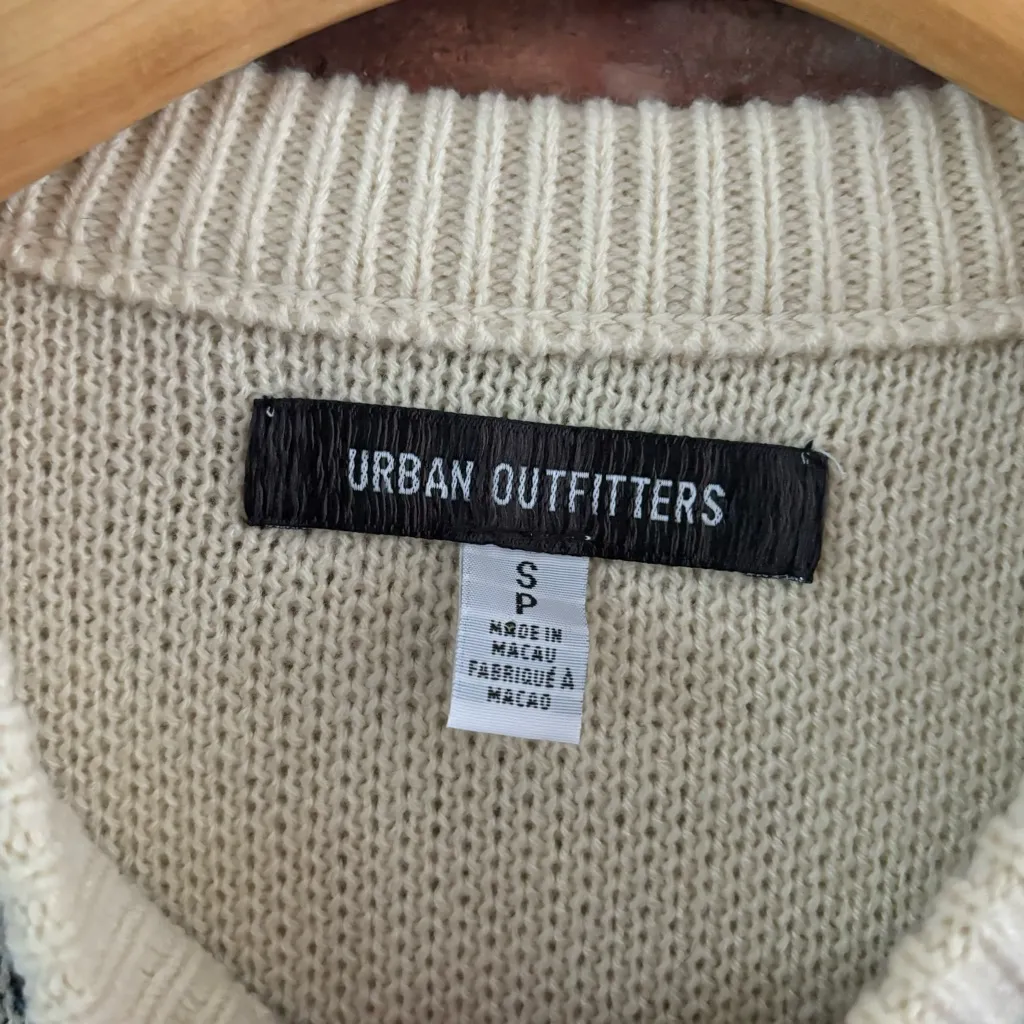 URBAN OUTFITTERS
S
P
MADE IN
MACAU
FABRIQUÉ À
MACAO